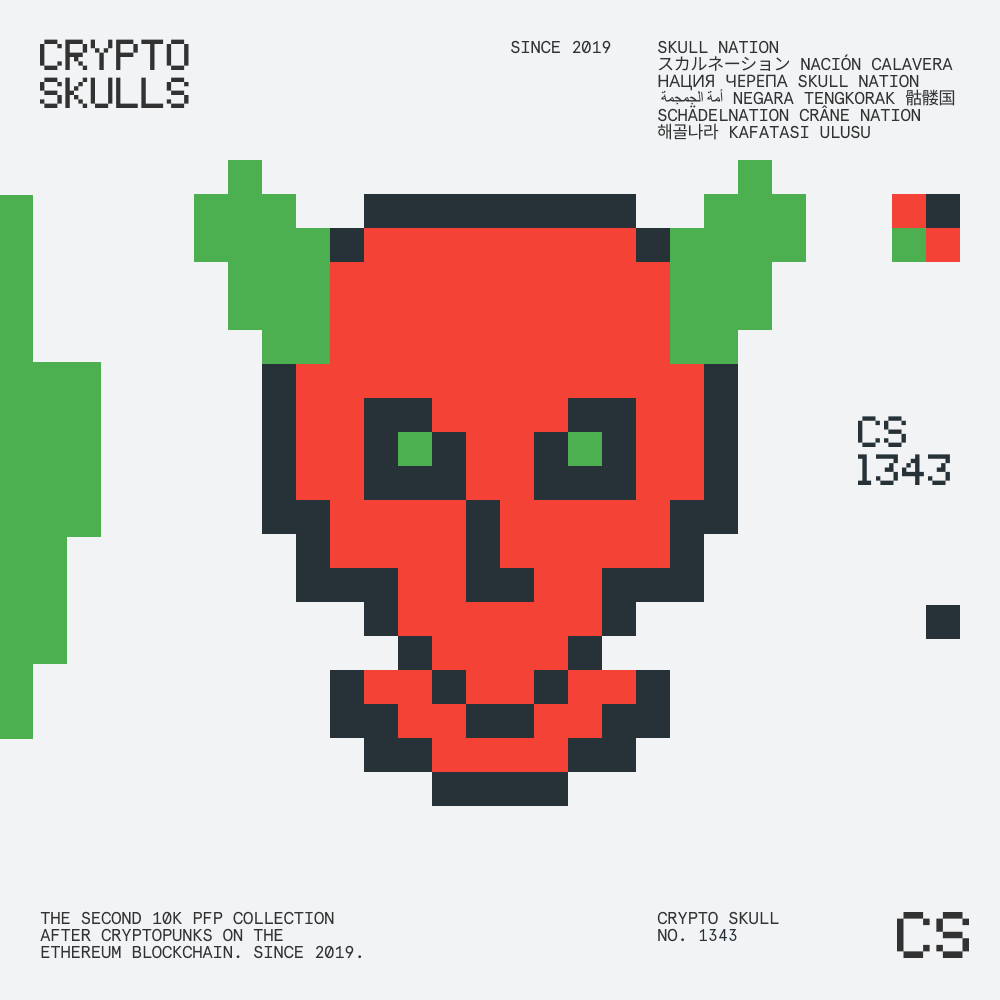 CRYPTO
SKULLS
SINCE 2019
SKULL NATION
スカルネーション NACIÓN CALAVERA
НАЦИЯ ЧЕРЕПА SKULL NATION
أمة الجمجمة NEGARA TENGKORAK 骷髅国
SCHÄDELNATION CRÂNE NATION
해골나라 KAFATASI ULUSU
CS
1343
THE SECOND 10K PFP COLLECTION
AFTER CRYPTOPUNKS ON THE
ETHEREUM BLOCKCHAIN. SINCE 2019.
CRYPTO SKULL
NO. 1343
CS